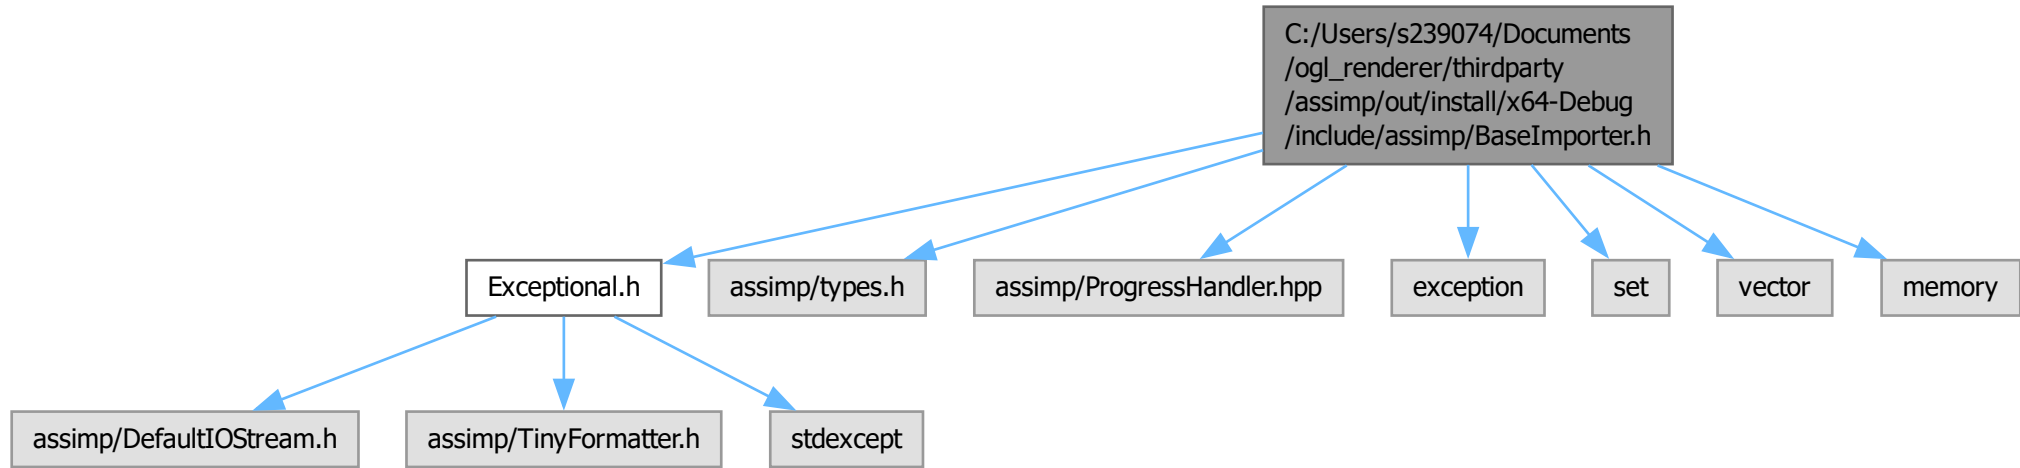 C:/Users/s239074/Documents
/ogl_renderer/thirdparty
/assimp/out/install/x64-Debug
/include/assimp/BaseImporter.h
Exceptional.h
assimp/types.h
assimp/ProgressHandler.hpp
exception
set
vector
memory
assimp/DefaultIOStream.h
assimp/TinyFormatter.h
stdexcept